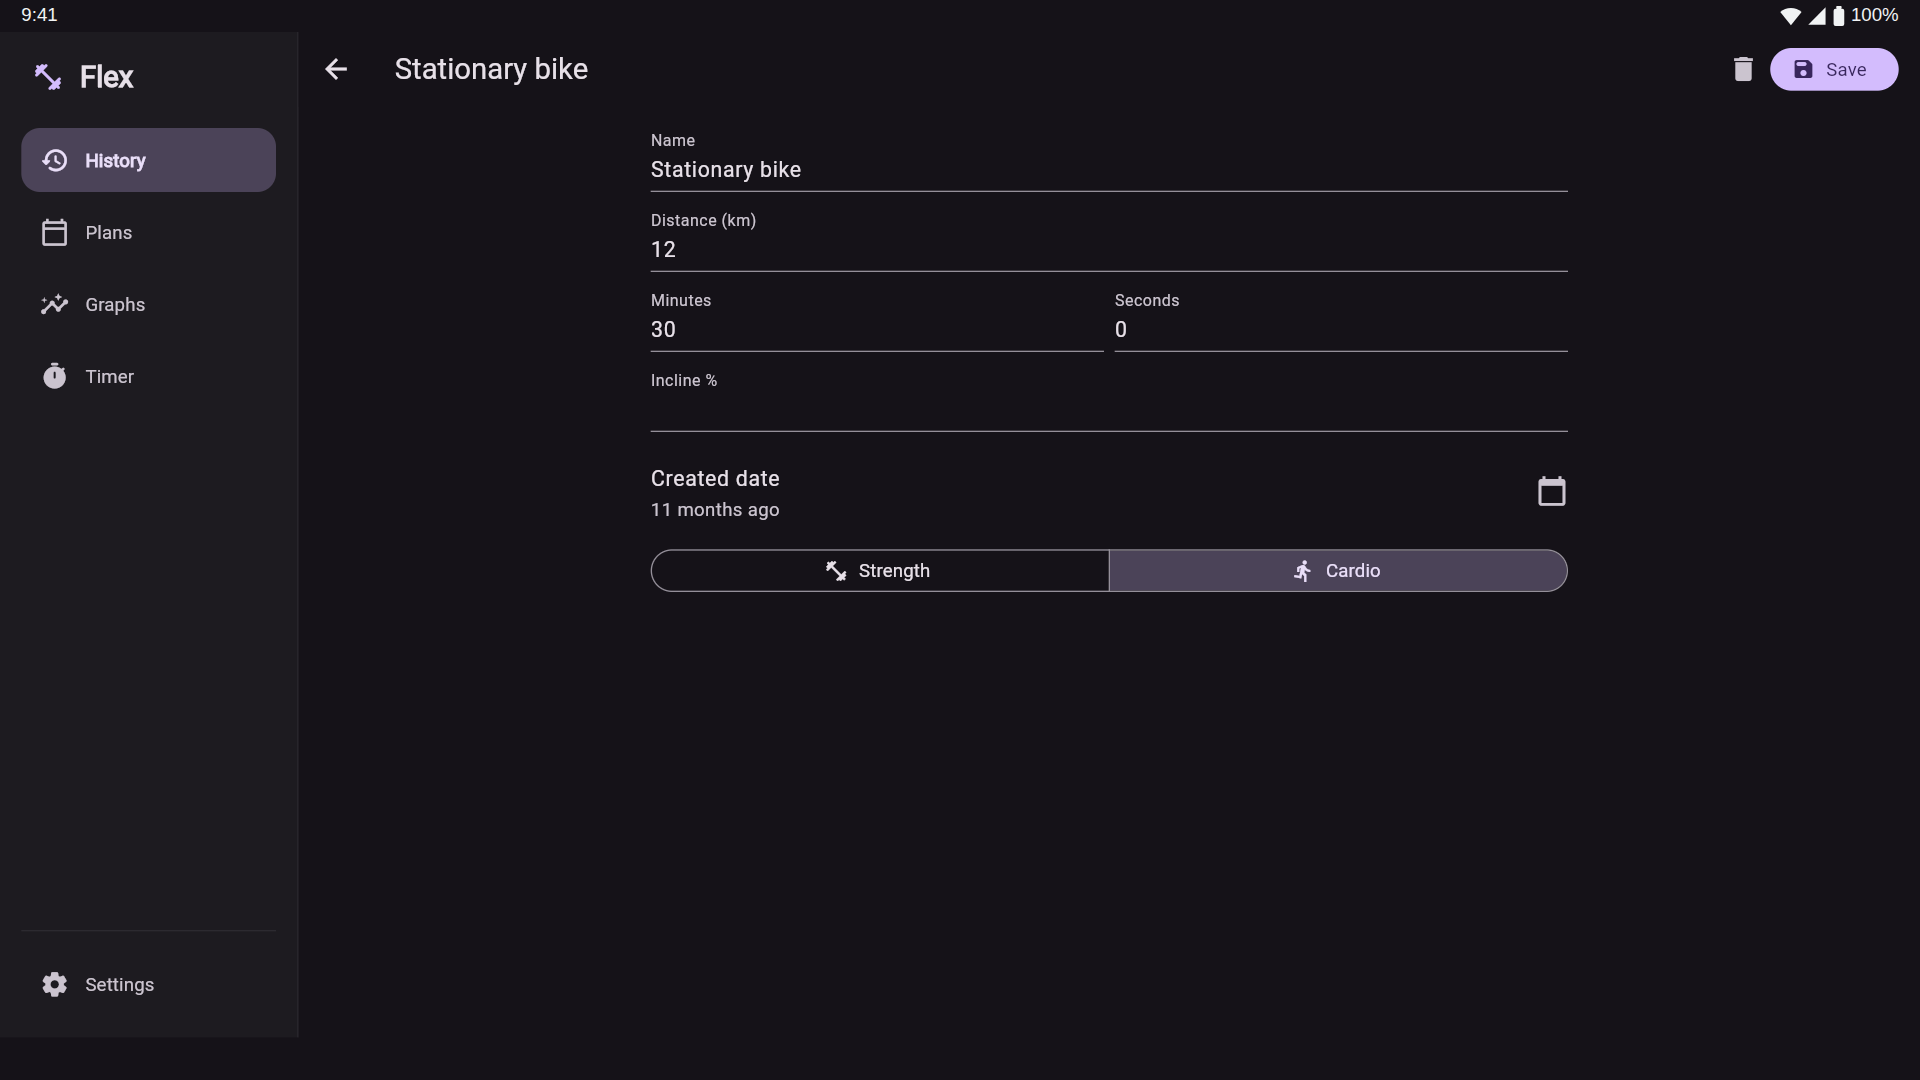 9:41
100%
Flex
Stationary bike
Save
History
Plans
Graphs
Timer
Settings
Name
Stationary bike
Distance (km)
12
Minutes
30
Seconds
0
Incline %
Created date
11 months ago
Strength
Cardio